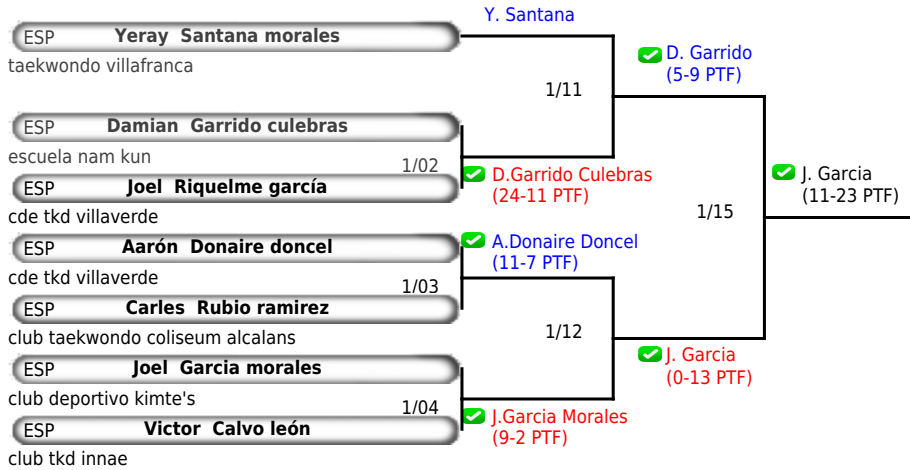 Y. Santana
ESP Yeray Santana morales
taekwondo villafranca
D. Garrido
(5-9 PTF)
1/11
ESP Damian Garrido culebras
escuela nam kun
1/02
D.Garrido Culebras
(24-11 PTF)
ESP Joel Riquelme garcía
cde tkd villaverde
J. Garcia
(11-23 PTF)
1/15
ESP Aarón Donaire doncel
cde tkd villaverde
A.Donaire Doncel
(11-7 PTF)
1/03
ESP Carles Rubio ramirez
club taekwondo coliseum alcalans
1/12
ESP Joel Garcia morales
club deportivo kimte's
J. Garcia
(0-13 PTF)
1/04
J.Garcia Morales
(9-2 PTF)
ESP Victor Calvo león
club tkd innae